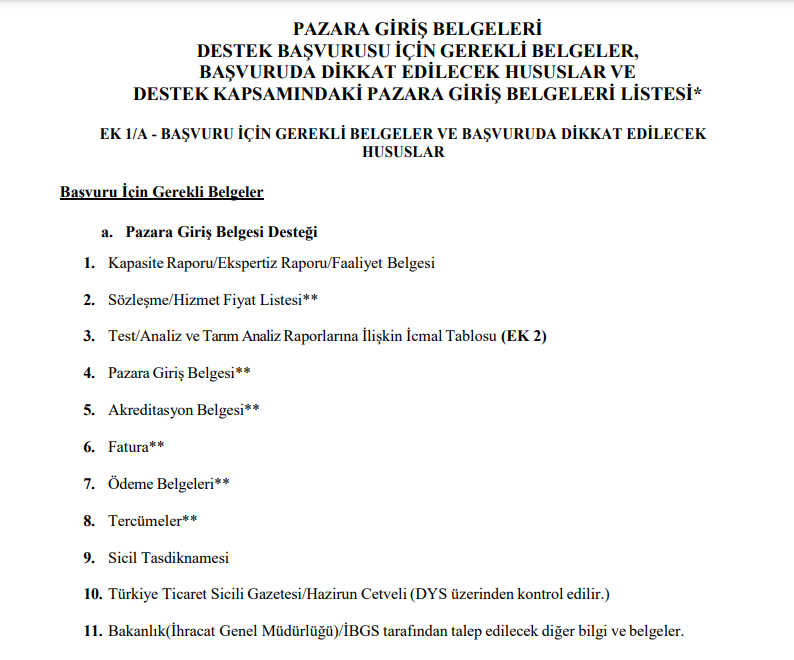 PAZARA GİRİŞ BELGELERİ
DESTEK BAŞVURUSU İÇİN GEREKLİ BELGELER,
BAŞVURUDA DİKKAT EDİLECEK HUSUSLAR VE
DESTEK KAPSAMINDAKİ PAZARA GİRİŞ BELGELERİ LİSTESİ*
EK 1/A - BAŞVURU İÇİN GEREKLİ BELGELER VE BAŞVURUDA DİKKAT EDİLECEK
HUSUSLAR
Başvuru İçin Gerekli Belgeler
a. Pazara Giriş Belgesi Desteği
1. Kapasite Raporu/Ekspertiz Raporu/Faaliyet Belgesi
2. Sözleşme/Hizmet Fiyat Listesi**
3. Test/Analiz ve Tarım Analiz Raporlarına İlişkin İcmal Tablosu (EK 2)
4. Pazara Giriş Belgesi**
5. Akreditasyon Belgesi**
6. Fatura**
7. Ödeme Belgeleri**
8. Tercümeler**
9. Sicil Tasdiknamesi
10. Türkiye Ticaret Sicili Gazetesi/Hazirun Cetveli (DYS üzerinden kontrol edilir.)
11. Bakanlık(İhracat Genel Müdürlüğü)/İBGS tarafından talep edilecek diğer bilgi ve belgeler.